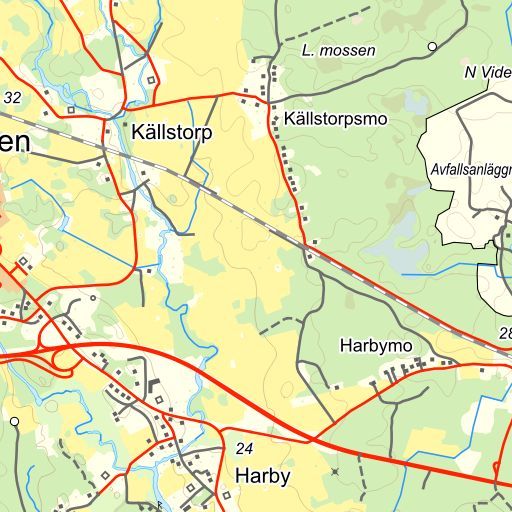 L. mossen
N Vide
32
Källstorpsmo
Källstorp
en
Avfallsanläggn
28
Harbymo
24
Harby
R